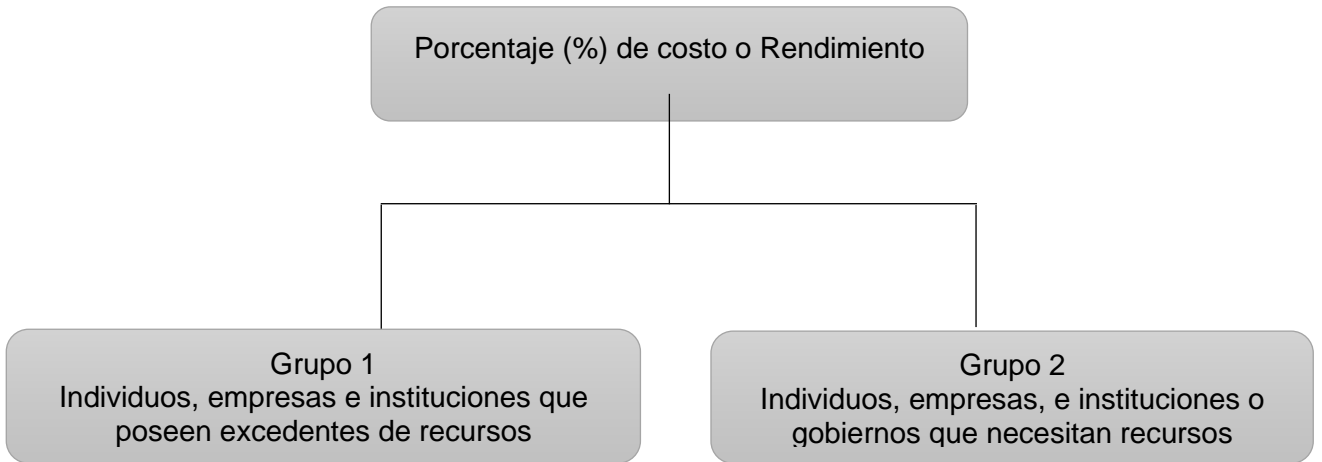 Porcentaje (%) de costo o Rendimiento
Grupo 1
Individuos, empresas e instituciones que
poseen excedentes de recursos
Grupo 2
Individuos, empresas, e instituciones o
gobiernos que necesitan recursos